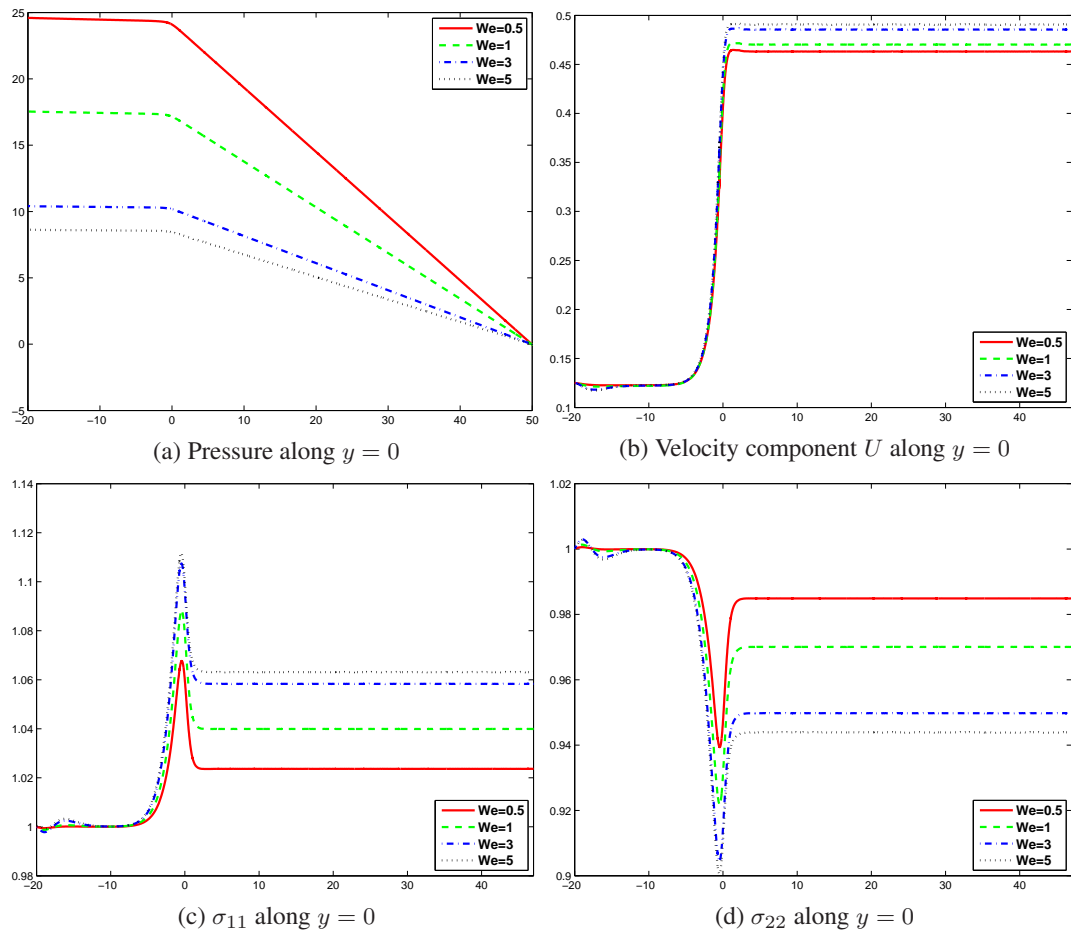 25
20
15
10
5
0
−5
−20 −10 0 10 20 30 40 50
We=0.5
We=1
We=3
We=5
(a) Pressure along y = 0
0.5
0.45
0.4
0.35
0.3
0.25
0.2
0.15
0.1
−20 −10 0 10 20 30 40
We=0.5
We=1
We=3
We=5
(b) Velocity component U along y = 0
1.14
1.12
1.1
1.08
1.06
1.04
1.02
1
0.98
−20 −10 0 10 20 30 40
We=0.5
We=1
We=3
We=5
(c) σ11 along y = 0
1.02
1
0.98
0.96
0.94
0.92
0.9
−20 −10 0 10 20 30 40
We=0.5
We=1
We=3
We=5
(d) σ22 along y = 0